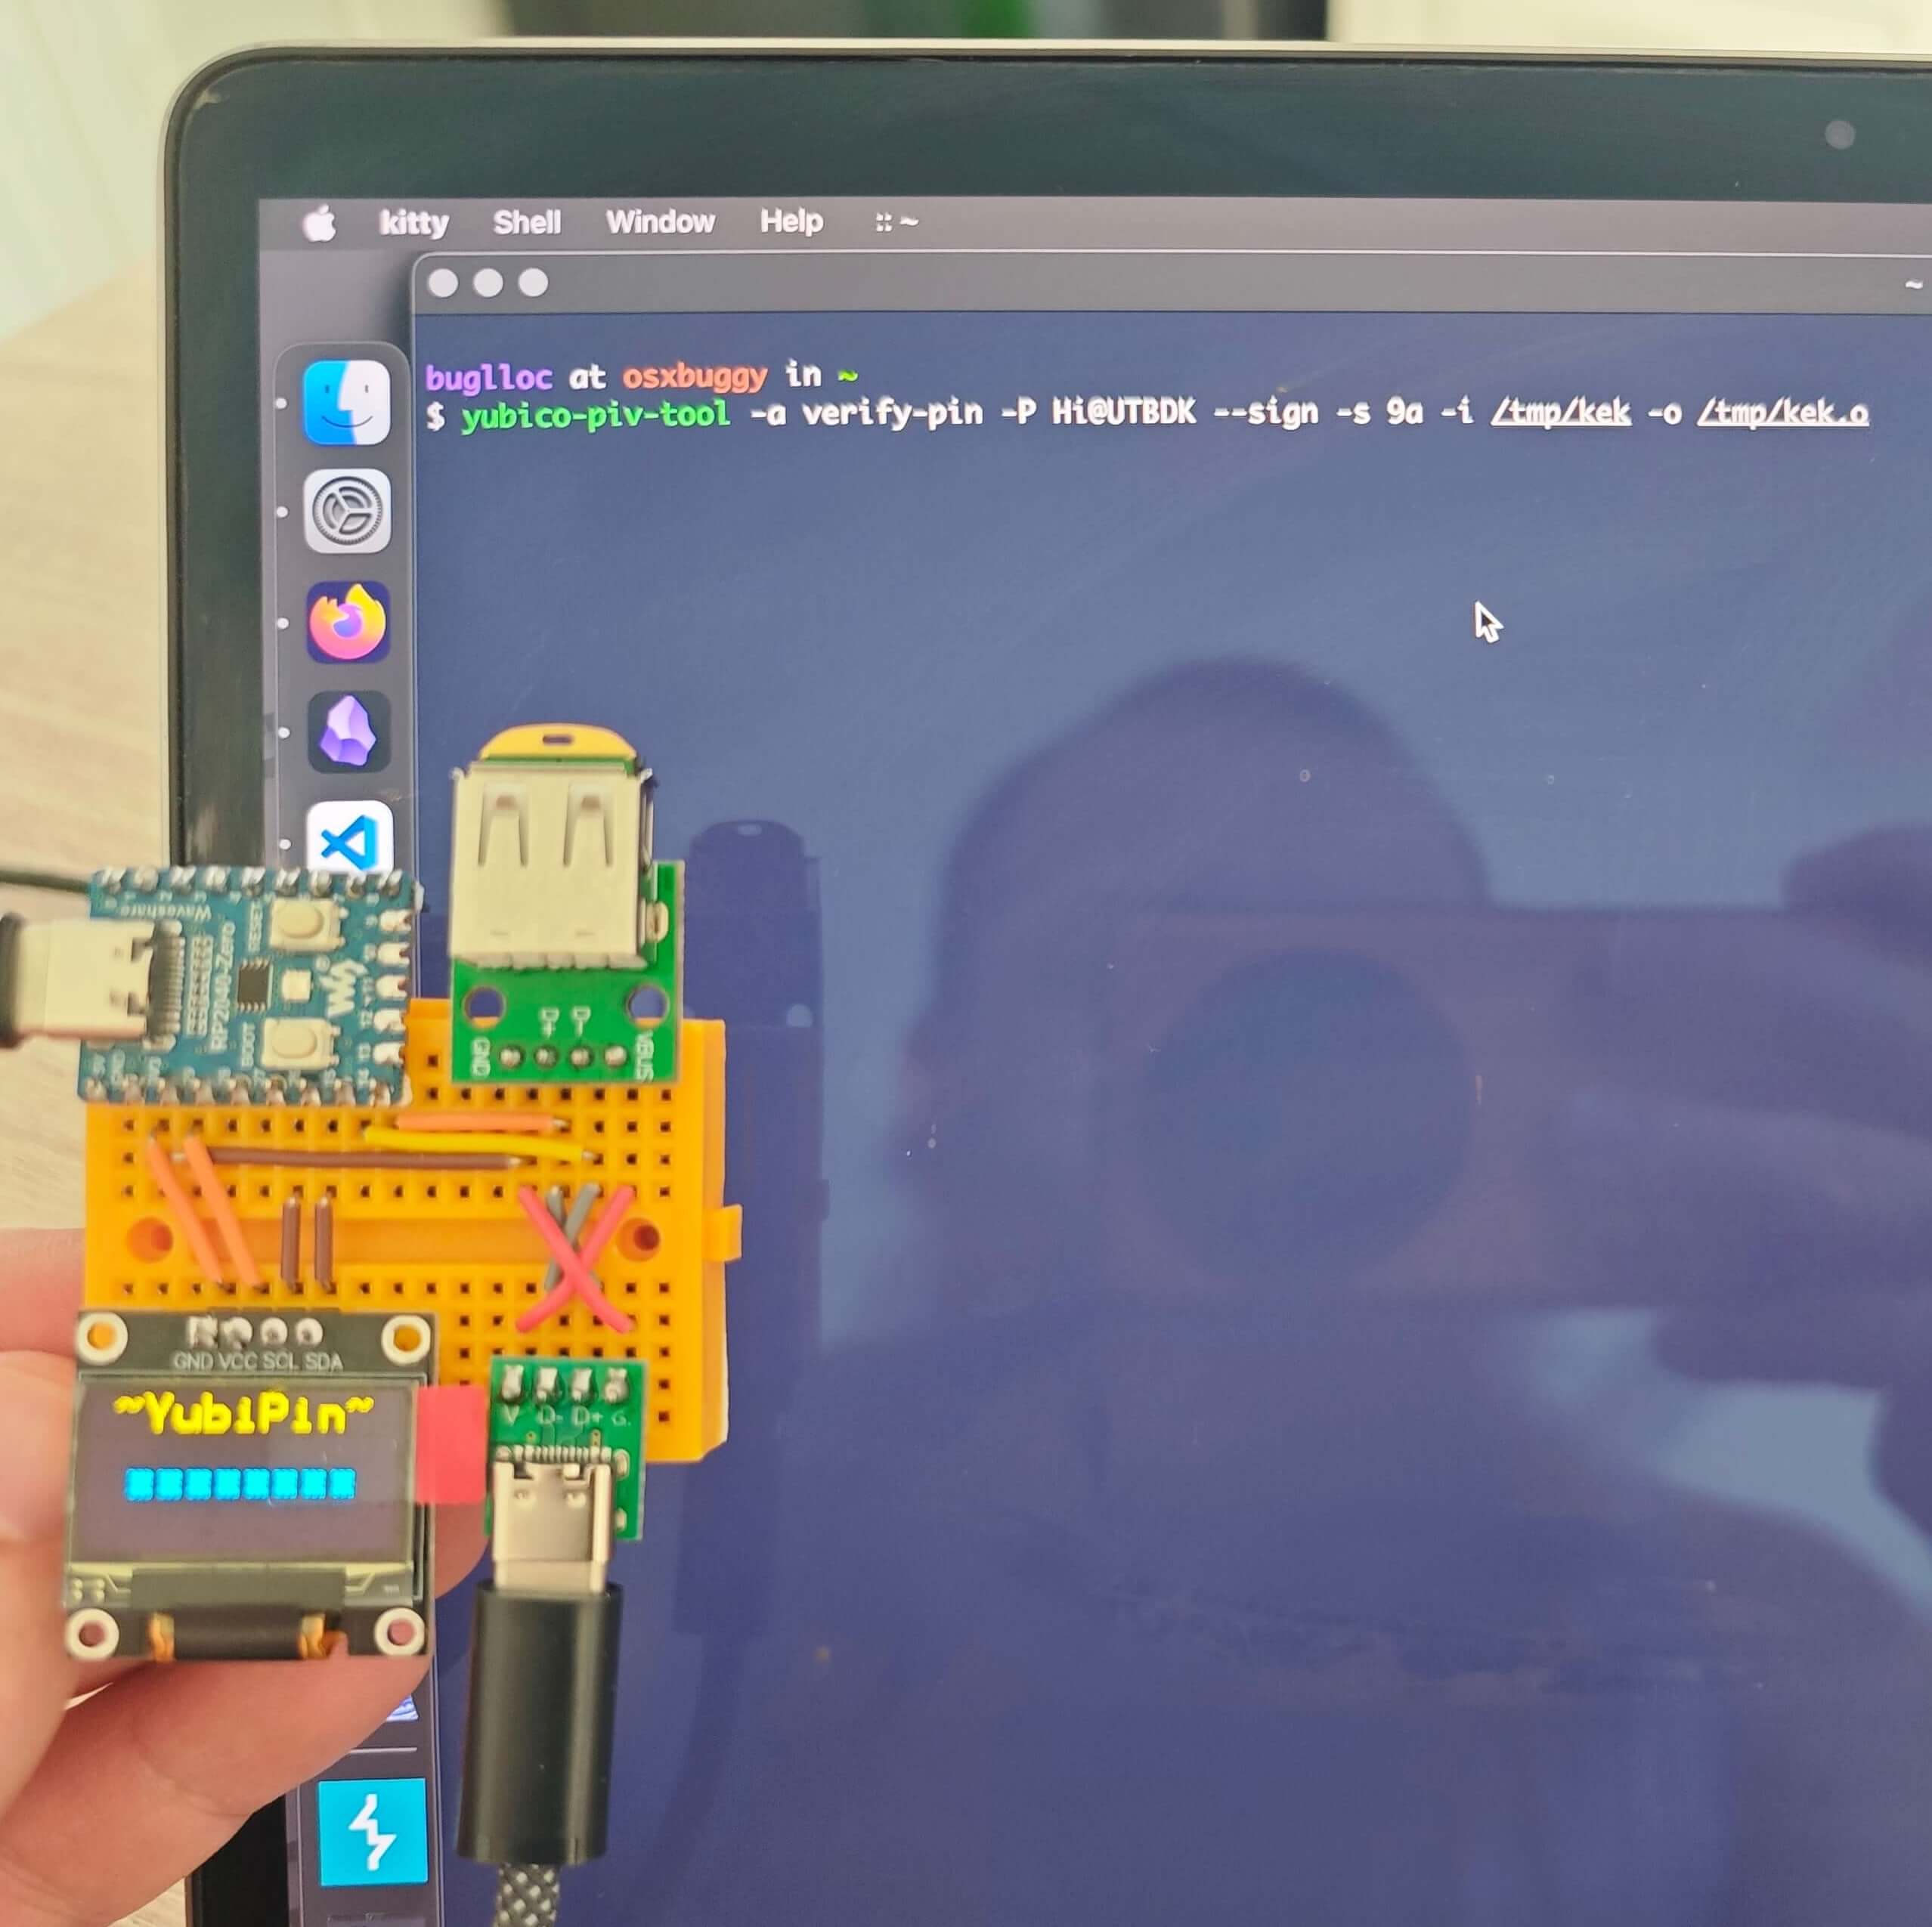 kitty Shell Window Help :: ~
~
buglloc at osxbuggy in ~
$ yubico-piv-tool -a verify-pin -P Hi@UTBDK --sign -s 9a -i /tmp/kek -o /tmp/kek.o
Waveshare
RP2040-Zero
RESET
BOOT
D+ D-
GND
VBUS
GND VCC SCL SDA
~YubiPin~
V D- D+ G